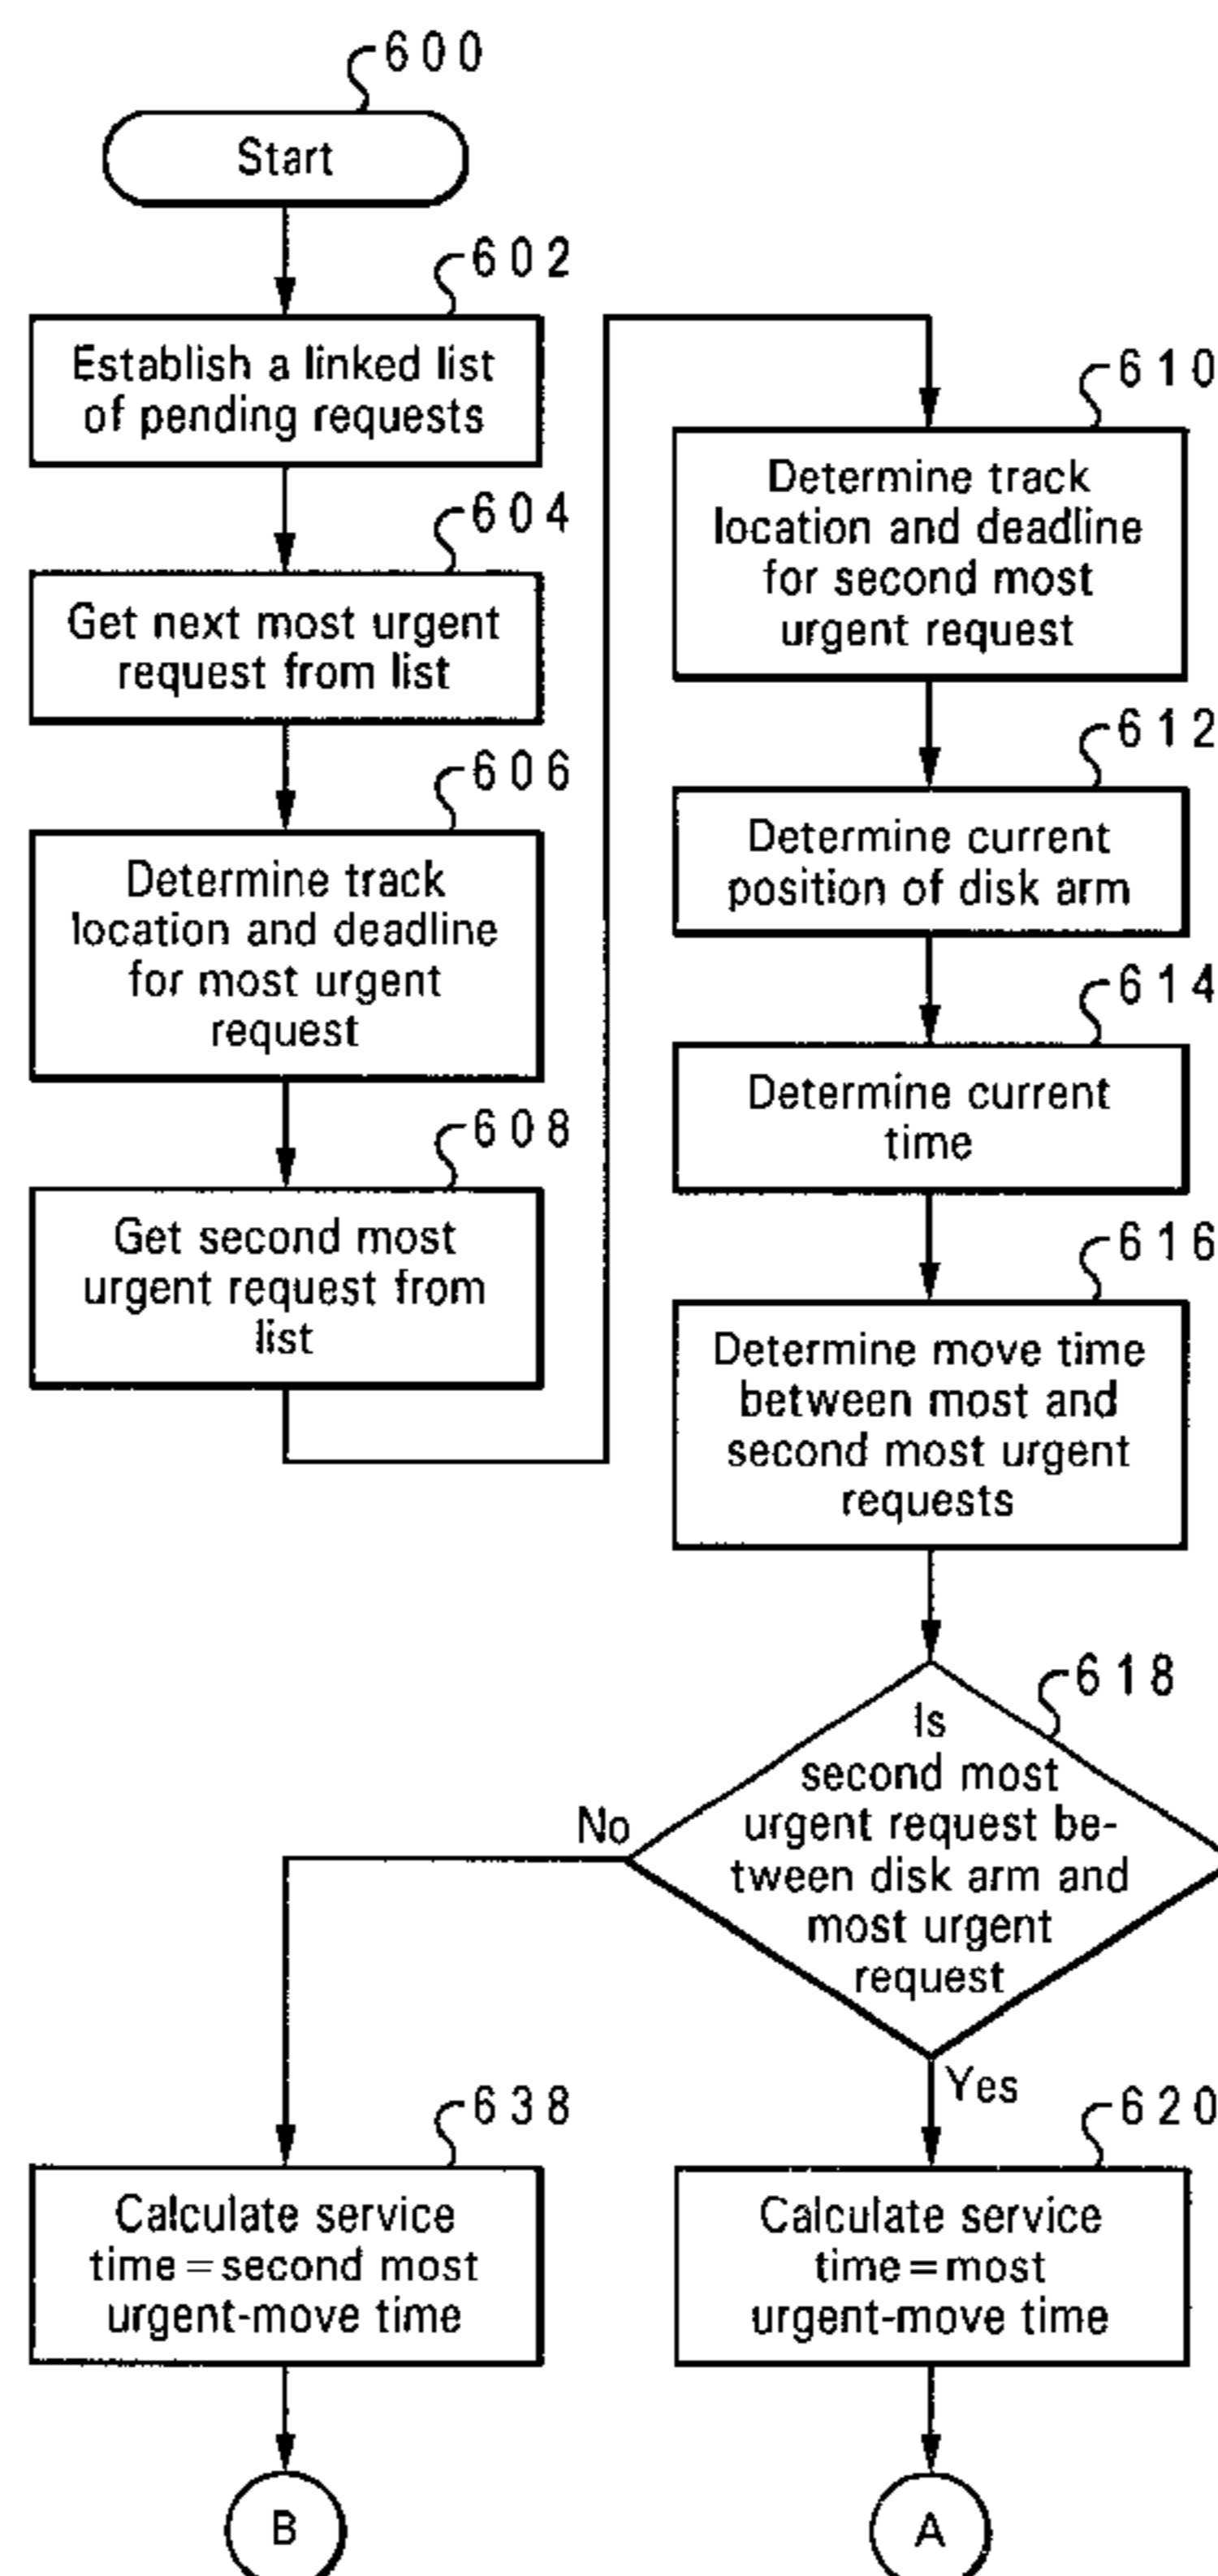 600
Start
602
Establish a linked list
of pending requests
604
Get next most urgent
request from list
606
Determine track
location and deadline
for most urgent
request
608
Get second most
urgent request from
list
610
Determine track
location and deadline
for second most
urgent request
612
Determine current
position of disk arm
614
Determine current
time
616
Determine move time
between most and
second most urgent
requests
618
Is
second most
urgent request be-
tween disk arm and
most urgent
request
No
Yes
638
Calculate service
time=second most
urgent-move time
B
620
Calculate service
time=most
urgent-move time
A